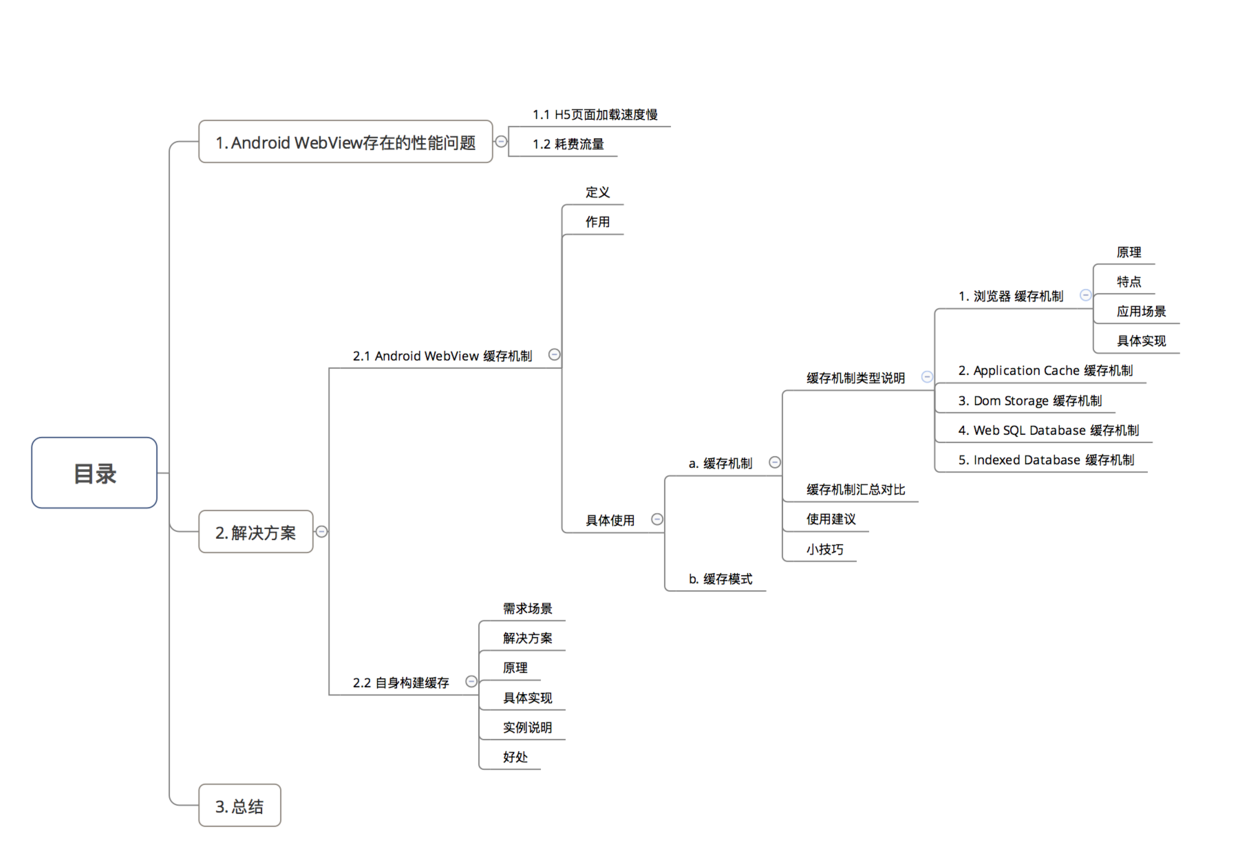 目录
1. Android WebView存在的性能问题
1.1 H5页面加载速度慢
1.2 耗费流量
2. 解决方案
2.1 Android WebView 缓存机制
定义
作用
具体使用
a. 缓存机制
缓存机制类型说明
1. 浏览器 缓存机制
原理
特点
应用场景
具体实现
2. Application Cache 缓存机制
3. Dom Storage 缓存机制
4. Web SQL Database 缓存机制
5. Indexed Database 缓存机制
缓存机制汇总对比
使用建议
小技巧
b. 缓存模式
2.2 自身构建缓存
需求场景
解决方案
原理
具体实现
实例说明
好处
3. 总结